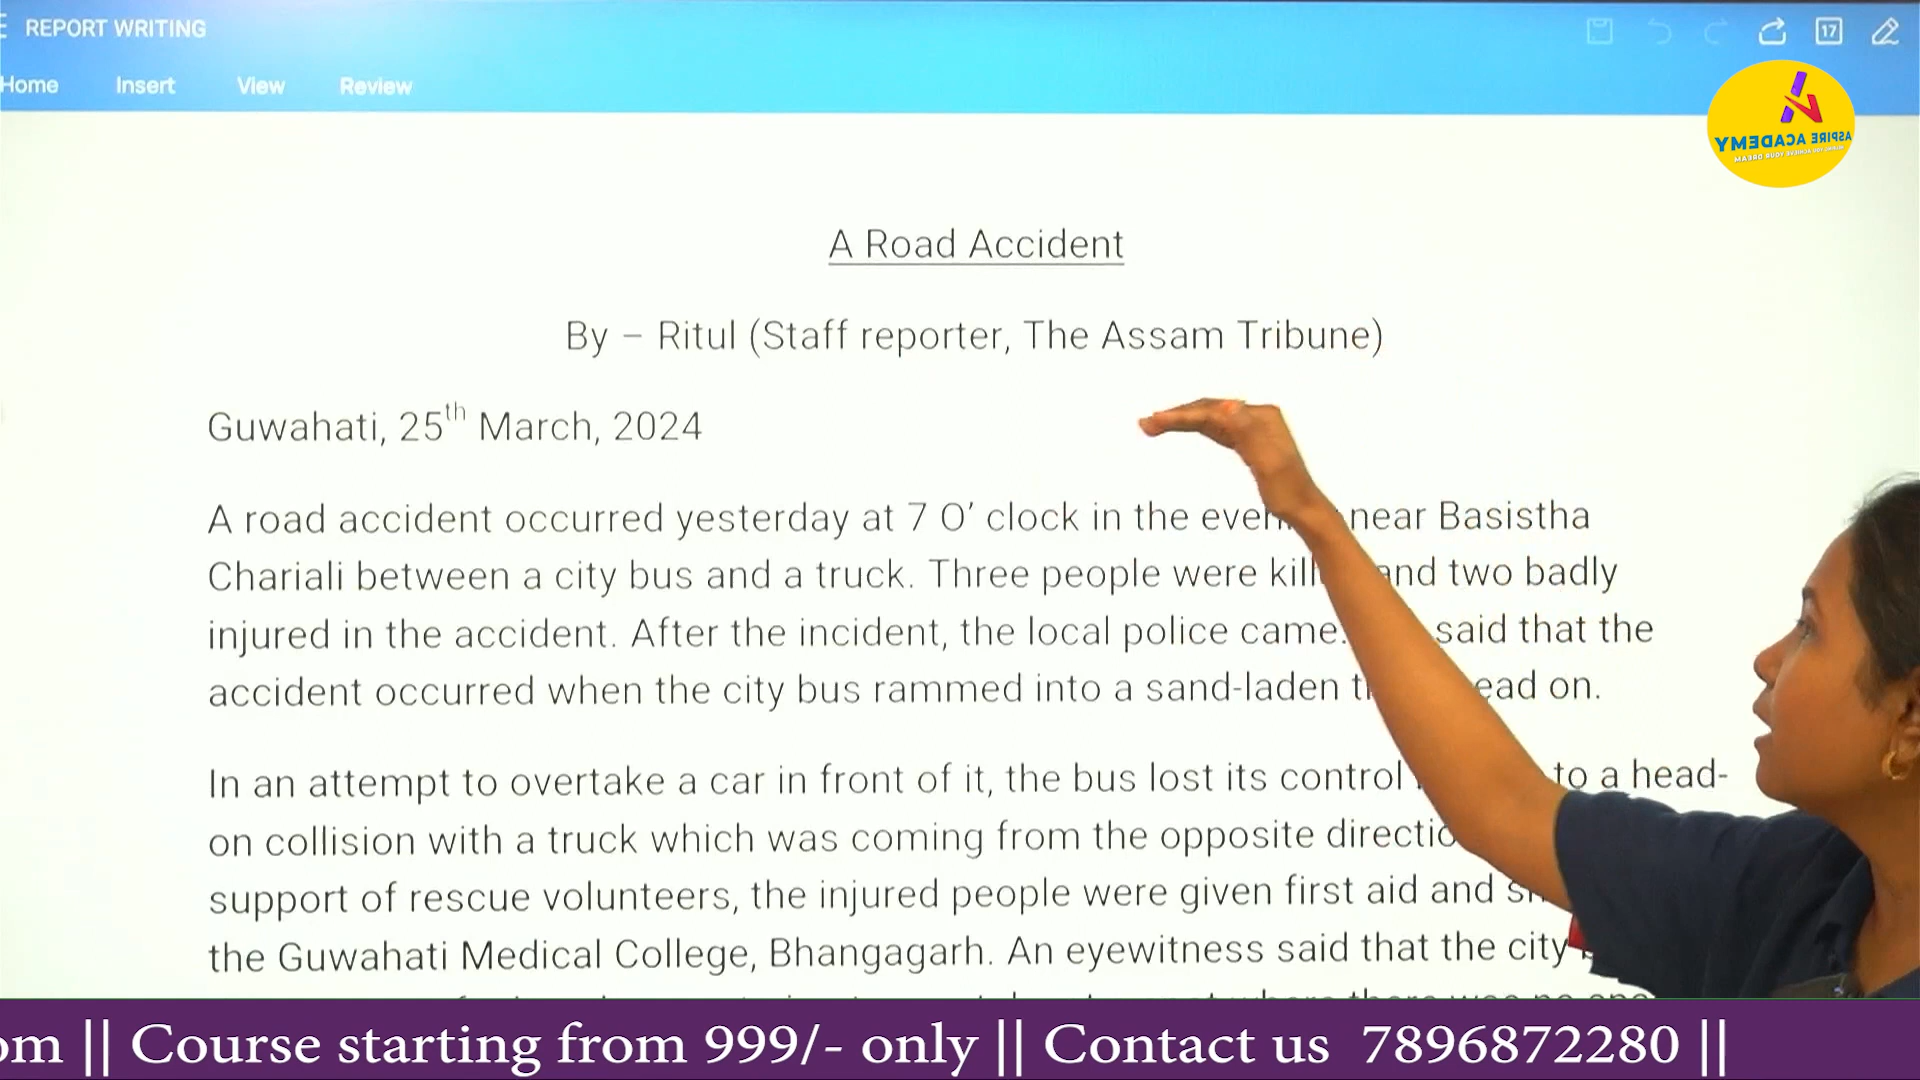 REPORT WRITING
17
Home Insert View Review
ASPIRE ACADEMY
A Road Accident
By – Ritul (Staff reporter, The Assam Tribune)
Guwahati, 25th March, 2024
A road accident occurred yesterday at 7 O' clock in the near Basistha
Chariali between a city bus and a truck. Three people were and two badly
injured in the accident. After the incident, the local police came. said that the
accident occurred when the city bus rammed into a sand-laden on.
In an attempt to overtake a car in front of it, the bus lost its control to a head-
on collision with a truck which was coming from the opposite
support of rescue volunteers, the injured people were given first aid and
the Guwahati Medical College, Bhangagarh. An eyewitness said that the city
|| Course starting from 999/- only || Contact us 7896872280 ||